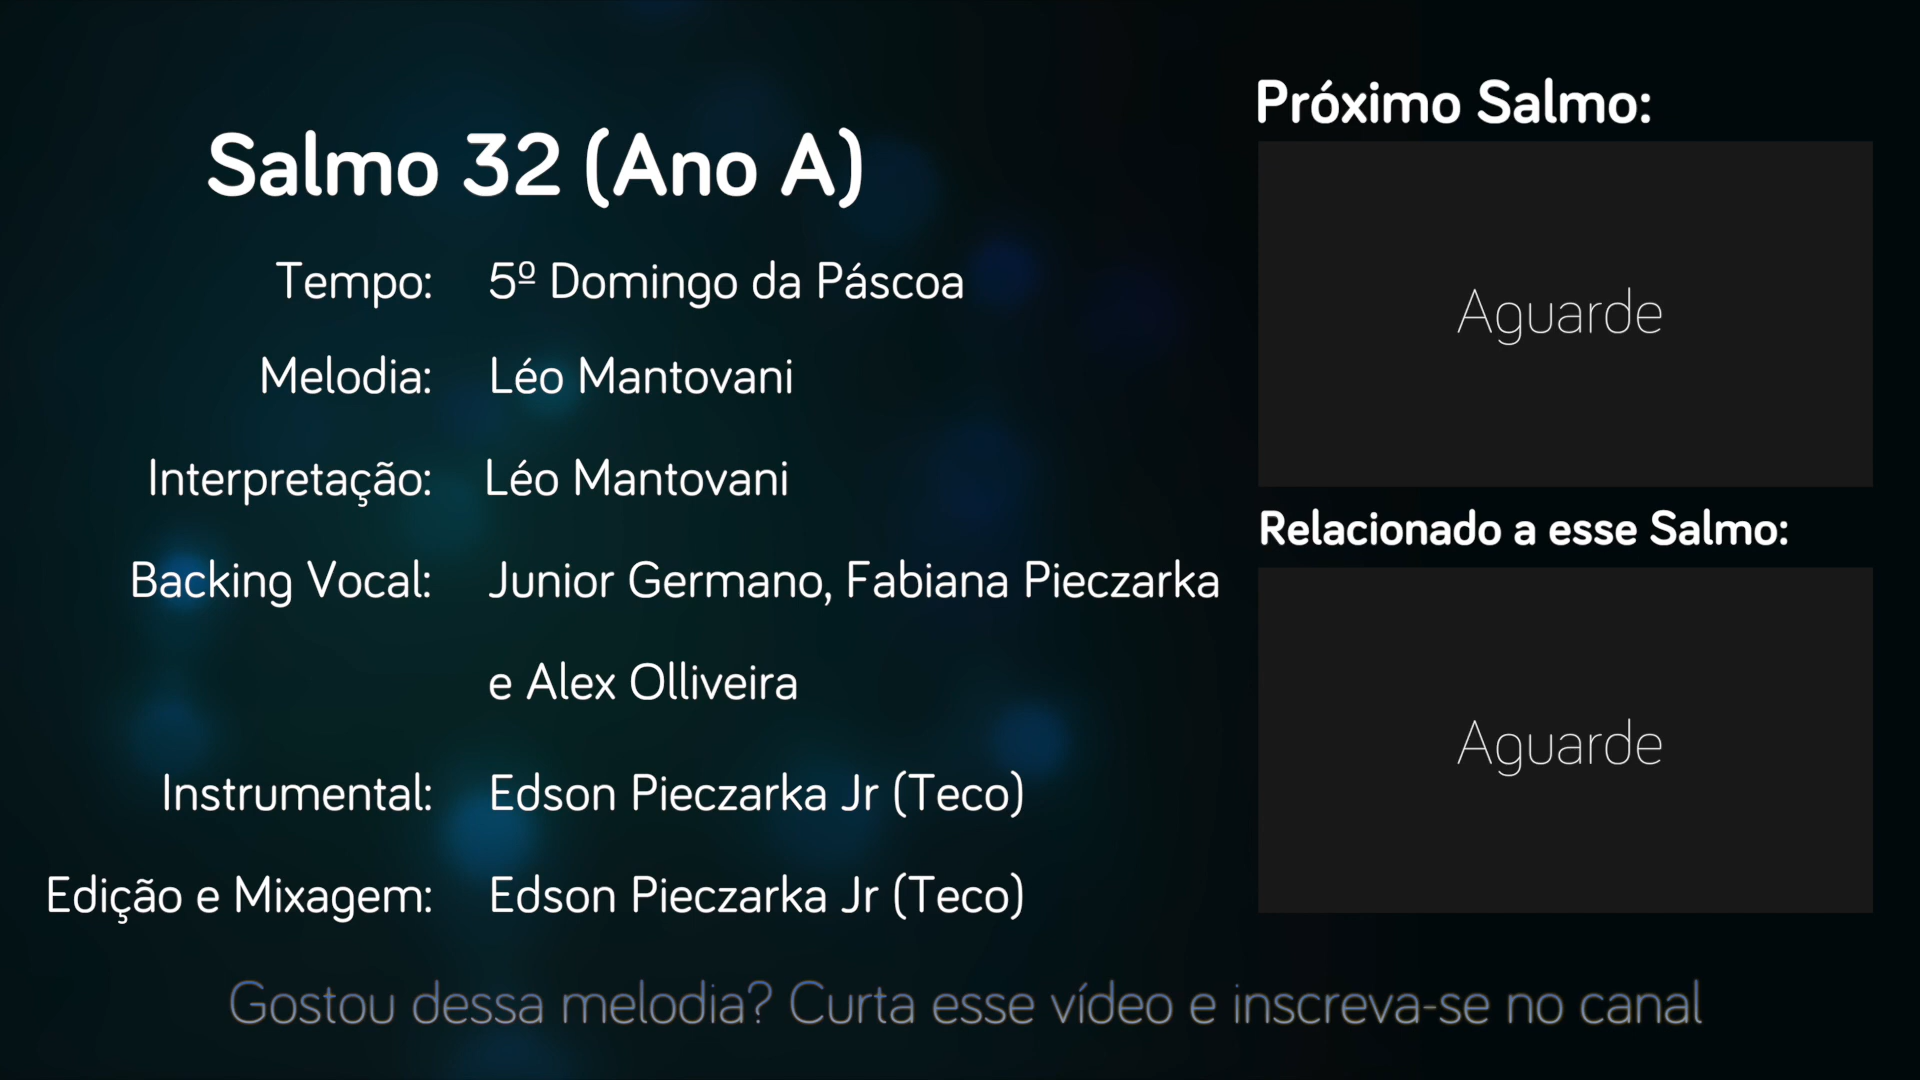 Salmo 32 (Ano A)
Tempo: 5º Domingo da Páscoa
Melodia: Léo Mantovani
Interpretação: Léo Mantovani
Backing Vocal: Junior Germano, Fabiana Pieczarka
e Alex Olliveira
Instrumental: Edson Pieczarka Jr (Teco)
Edição e Mixagem: Edson Pieczarka Jr (Teco)
Próximo Salmo:
Aguarde
Relacionado a esse Salmo:
Aguarde
Gostou dessa melodia? Curta esse vídeo e inscreva-se no canal